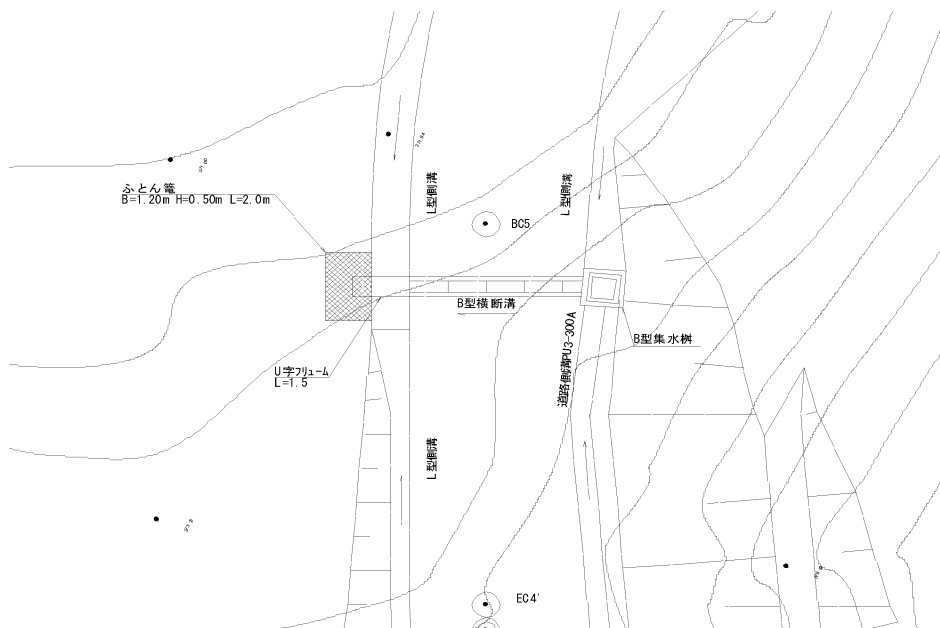 ふとん篭
B=1.20m H=0.50m L=2.0m
L型側溝
L型側溝
BC5
B型横断溝
道路側溝PU3-300A
B型集水桝
U字フリューム
L=1.5
L型側溝
EC4'